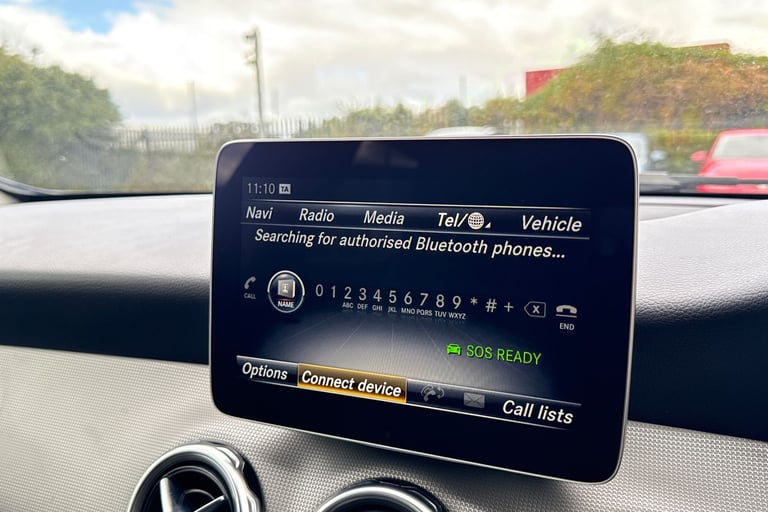 11:10 TA
Navi Radio Media Tel/ Vehicle
Searching for authorised Bluetooth phones...
CALL NAME 0 1 2 3 4 5 6 7 8 9 * # + END
ABC DEF GHI JKL MNO PQRS TUV WXYZ
SOS READY
Options Connect device Call lists